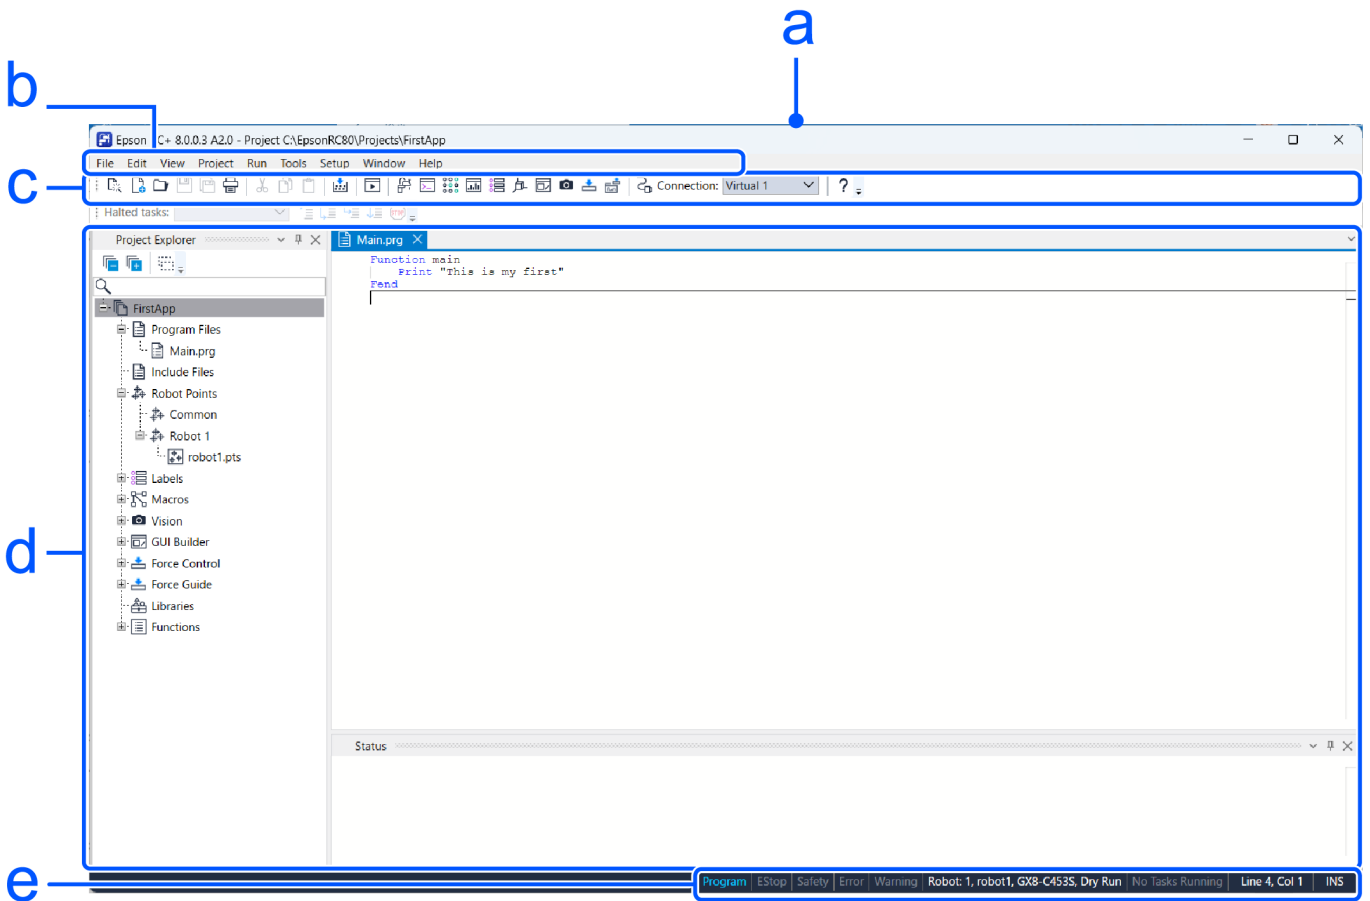 a
b
Epson C+ 8.0.0.3 A2.0 - Project C:\EpsonRC80\Projects\FirstApp
File Edit View Project Run Tools Setup Window Help
c
Connection: Virtual 1 ?
Halted tasks:
Project Explorer
Main.prg
Function main
Print "This is my first"
Fend
FirstApp
Program Files
Main.prg
Include Files
Robot Points
Common
Robot 1
robot1.pts
Labels
Macros
Vision
d
GUI Builder
Force Control
Force Guide
Libraries
Functions
Status
e
Program EStop Safety Error Warning Robot: 1, robot1, GX8-C453S, Dry Run No Tasks Running Line 4, Col 1 INS